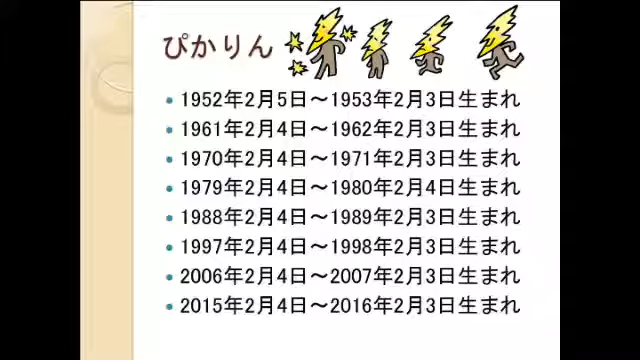 ぴかりん
• 1952年2月5日～1953年2月3日生まれ
• 1961年2月4日～1962年2月3日生まれ
• 1970年2月4日～1971年2月3日生まれ
• 1979年2月4日～1980年2月4日生まれ
• 1988年2月4日～1989年2月3日生まれ
• 1997年2月4日～1998年2月3日生まれ
• 2006年2月4日～2007年2月3日生まれ
• 2015年2月4日～2016年2月3日生まれ